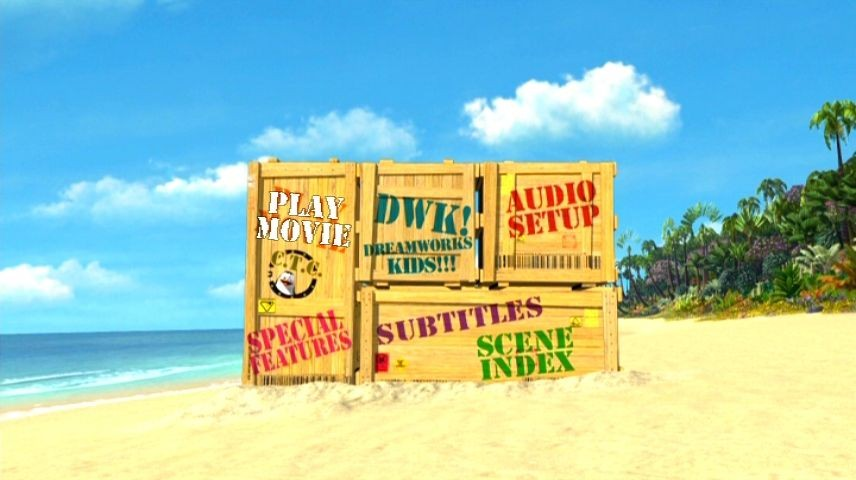 PLAY
MOVIE
DWK!
DREAMWORKS
KIDS!!!
AUDIO
SETUP
C.T.C.
SPECIAL
FEATURES
SUBTITLES
SCENE
INDEX